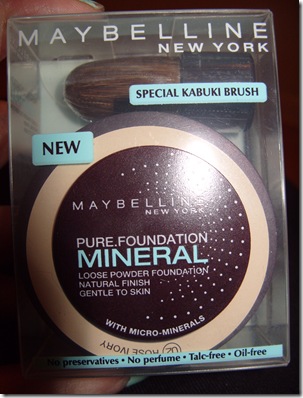 MAYBELLINE
NEW YORK
SPECIAL KABUKI BRUSH
NEW
MAYBELLINE
NEW YORK
PURE.FOUNDATION
MINERAL
LOOSE POWDER FOUNDATION
NATURAL FINISH
GENTLE TO SKIN
WITH MICRO-MINERALS
02 ROSE IVORY
No preservatives • No perfume • Talc-free • Oil-free